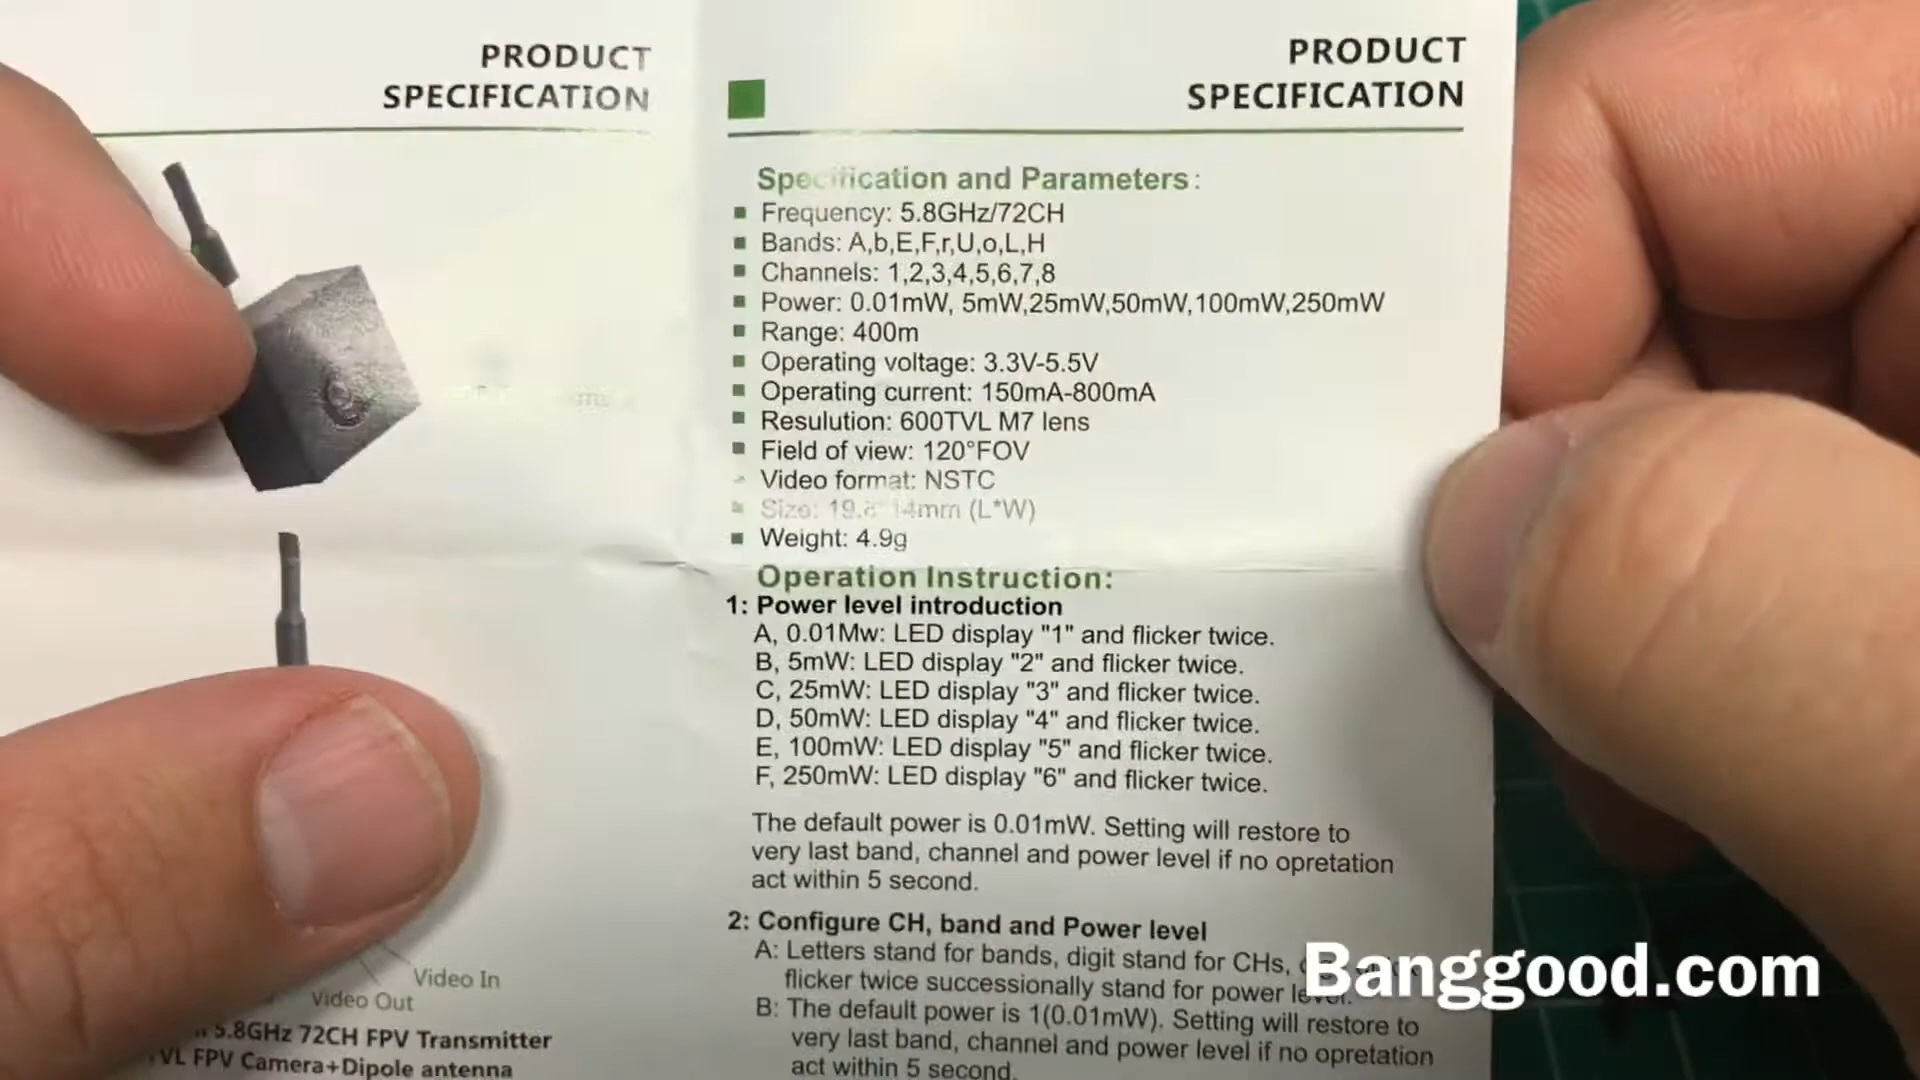 PRODUCT
SPECIFICATION
Video In
Video Out
5.8GHz 72CH FPV Transmitter
FPV Camera+Dipole antenna
PRODUCT
SPECIFICATION
Specification and Parameters:
Frequency: 5.8GHz/72CH
Bands: A,b,E,F,r,U,o,L,H
Channels: 1,2,3,4,5,6,7,8
Power: 0.01mW, 5mW,25mW,50mW,100mW,250mW
Range: 400m
Operating voltage: 3.3V-5.5V
Operating current: 150mA-800mA
Resulution: 600TVL M7 lens
Field of view: 120°FOV
Video format: NSTC
Size: (L*W)
Weight: 4.9g
Operation Instruction:
1: Power level introduction
A, 0.01Mw: LED display "1" and flicker twice.
B, 5mW: LED display "2" and flicker twice.
C, 25mW: LED display "3" and flicker twice.
D, 50mW: LED display "4" and flicker twice.
E, 100mW: LED display "5" and flicker twice.
F, 250mW: LED display "6" and flicker twice.
The default power is 0.01mW. Setting will restore to
very last band, channel and power level if no opretation
act within 5 second.
2: Configure CH, band and Power level
A: Letters stand for bands, digit stand for CHs,
flicker twice successionally stand for power level.
B: The default power is 1(0.01mW). Setting will restore to
very last band, channel and power level if no opretation
act within 5 second.
Banggood.com